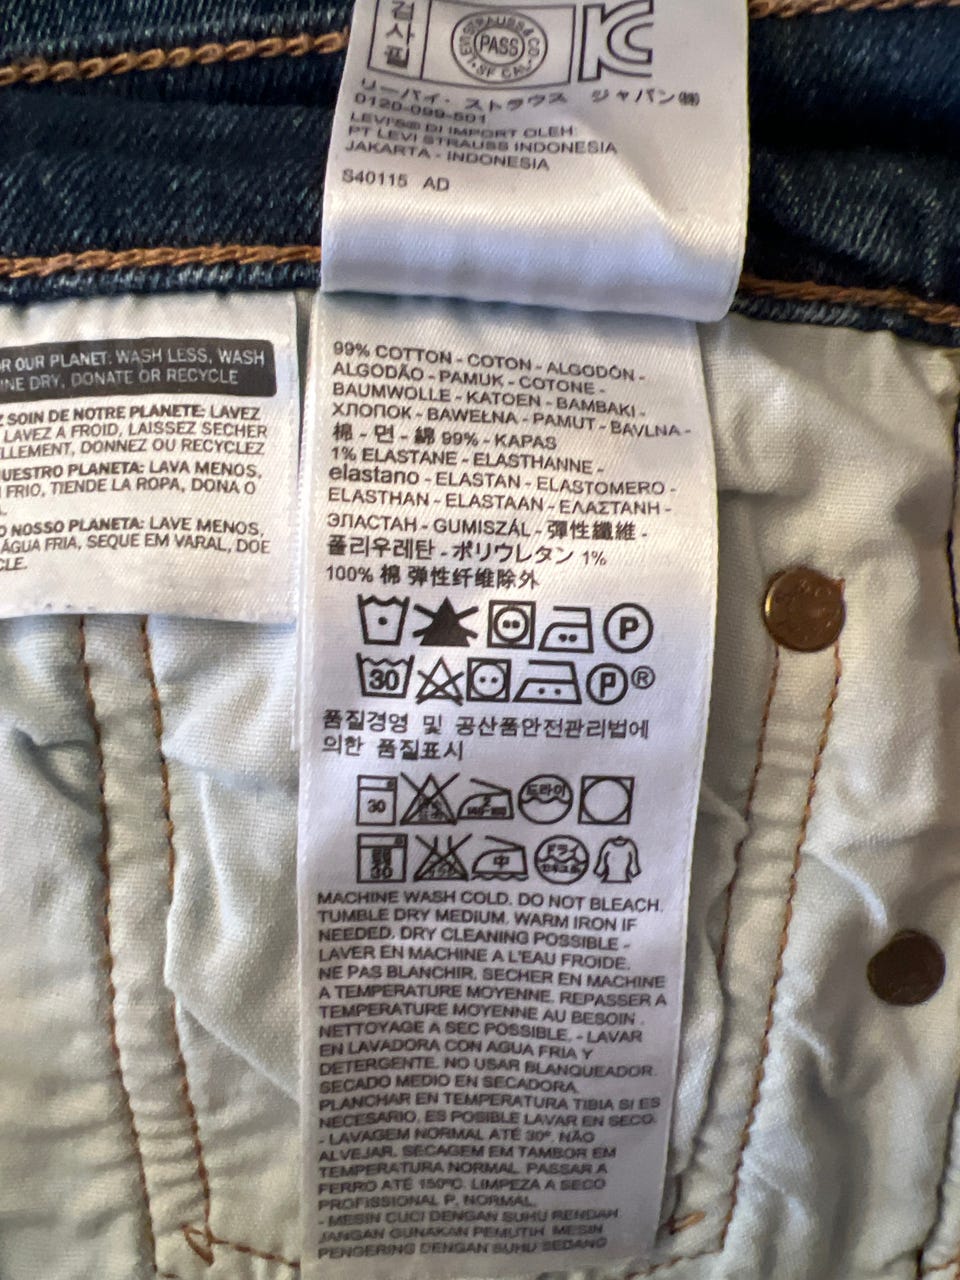 검
사
필
LEVI STRAUSS & CO
PASS
SF CAL
リーバイ・ストラウス ジャパン㈱
0120-099-501
LEVI'S® DI IMPORT OLEH:
PT LEVI STRAUSS INDONESIA
JAKARTA - INDONESIA
S40115 AD
OR OUR PLANET: WASH LESS, WASH
INE DRY, DONATE OR RECYCLE
Z SOIN DE NOTRE PLANETE: LAVEZ
LAVEZ A FROID, LAISSEZ SECHER
ELLEMENT, DONNEZ OU RECYCLEZ
UESTRO PLANETA: LAVA MENOS,
FRIO, TIENDE LA ROPA, DONA O
O NOSSO PLANETA: LAVE MENOS,
ÁGUA FRIA, SEQUE EM VARAL, DOE
CLE.
99% COTTON - COTON - ALGODÓN -
ALGODÃO - PAMUK - COTONE -
BAUMWOLLE - KATOEN - BAMBAKI -
ХЛОПОК - BAWEŁNA - PAMUT - BAVLNA -
棉 - 면 - 綿 99% - KAPAS
1% ELASTANE - ELASTHANNE -
elastano - ELASTAN - ELASTOMERO -
ELASTHAN - ELASTAAN - ΕΛΑΣΤΑΝΗ -
ЭЛАСТАН - GUMISZÁL - 彈性纖維 -
폴리우레탄 - ポリウレタン 1%
100% 棉 弹性纤维除外
P
30 P ®
품질경영 및 공산품안전관리법에
의한 품질표시
30 드라이
30 中 ドライ
MACHINE WASH COLD. DO NOT BLEACH.
TUMBLE DRY MEDIUM. WARM IRON IF
NEEDED. DRY CLEANING POSSIBLE -
LAVER EN MACHINE A L'EAU FROIDE.
NE PAS BLANCHIR. SECHER EN MACHINE
A TEMPERATURE MOYENNE. REPASSER A
TEMPERATURE MOYENNE AU BESOIN .
NETTOYAGE A SEC POSSIBLE. - LAVAR
EN LAVADORA CON AGUA FRIA Y
DETERGENTE. NO USAR BLANQUEADOR.
SECADO MEDIO EN SECADORA.
PLANCHAR EN TEMPERATURA TIBIA SI ES
NECESARIO. ES POSIBLE LAVAR EN SECO.
- LAVAGEM NORMAL ATÉ 30º. NÃO
ALVEJAR. SECAGEM EM TAMBOR EM
TEMPERATURA NORMAL. PASSAR A
FERRO ATÉ 150ºC. LIMPEZA A SECO
PROFISSIONAL P, NORMAL.
- MESIN CUCI DENGAN SUHU RENDAH.
JANGAN GUNAKAN PEMUTIH. MESIN
PENGERING DENGAN SUHU SEDANG